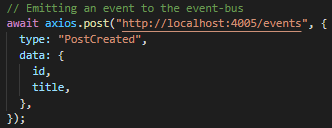 // Emitting an event to the event-bus
await axios.post("http://localhost:4005/events", {
  type: "PostCreated",
  data: {
    id,
    title,
  },
});